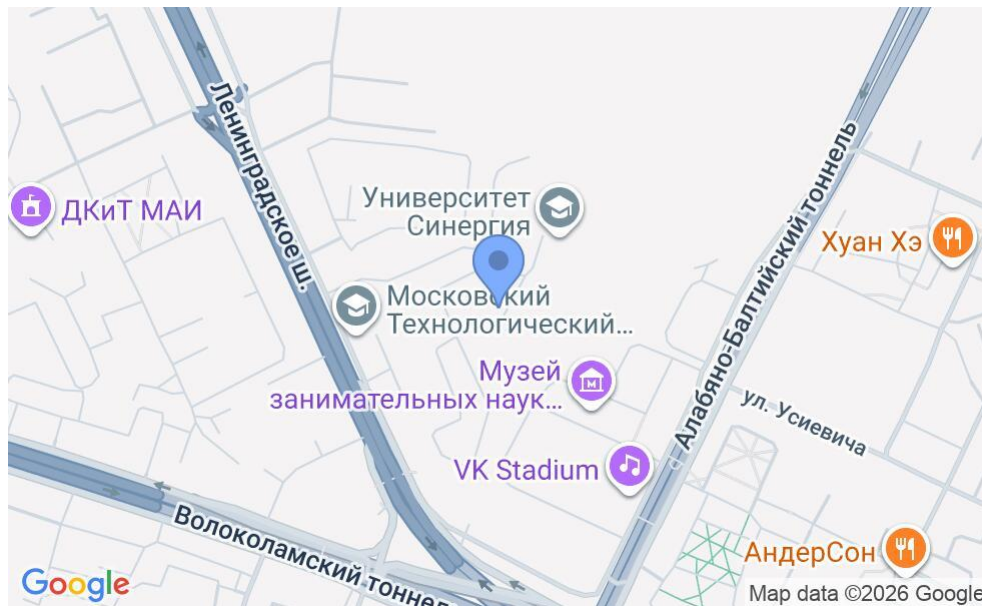 Ленинградское ш.
Алабяно-Балтийский тоннель
ДКиТ МАИ
Университет
Синергия
Хуан Хэ
Московский
Технологический...
Музей
занимательных наук...
ул. Усиевича
VK Stadium
Волоколамский тоннел
АндерСон
Google
Map data ©2026 Google